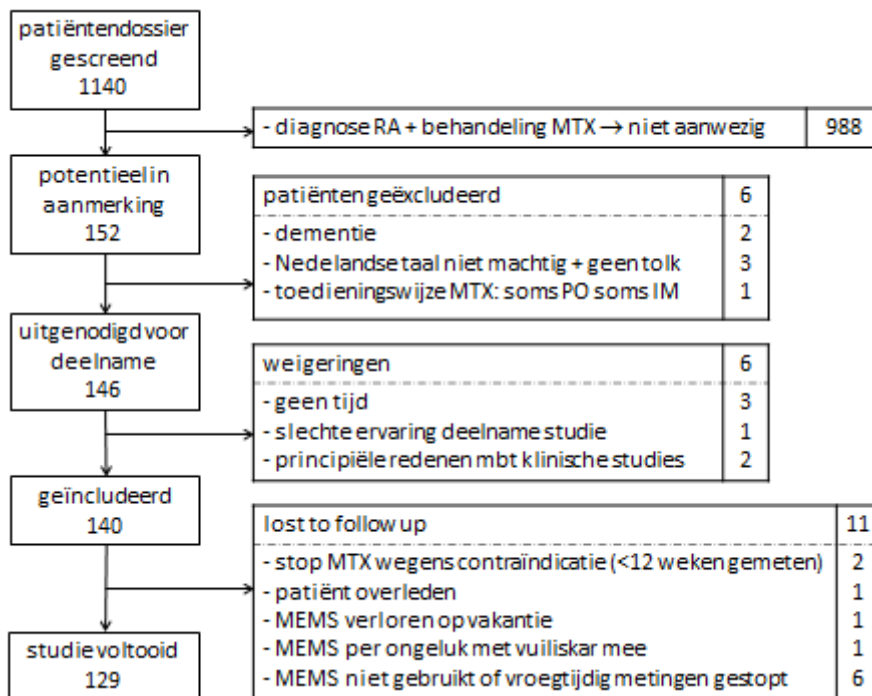 patiëntendossier
gescreend
1140
- diagnose RA + behandeling MTX → niet aanwezig 988
potentieel in
aanmerking
152
patiënten geëxcludeerd 6
- dementie 2
- Nedelandse taal niet machtig + geen tolk 3
- toedieningswijze MTX: soms PO soms IM 1
uitgenodigd voor
deelname
146
weigeringen 6
- geen tijd 3
- slechte ervaring deelname studie 1
- principiële redenen mbt klinische studies 2
geïncludeerd
140
lost to follow up 11
- stop MTX wegens contraïndicatie (<12 weken gemeten) 2
- patiënt overleden 1
- MEMS verloren op vakantie 1
- MEMS per ongeluk met vuiliskar mee 1
- MEMS niet gebruikt of vroegtijdig metingen gestopt 6
studie voltooid
129